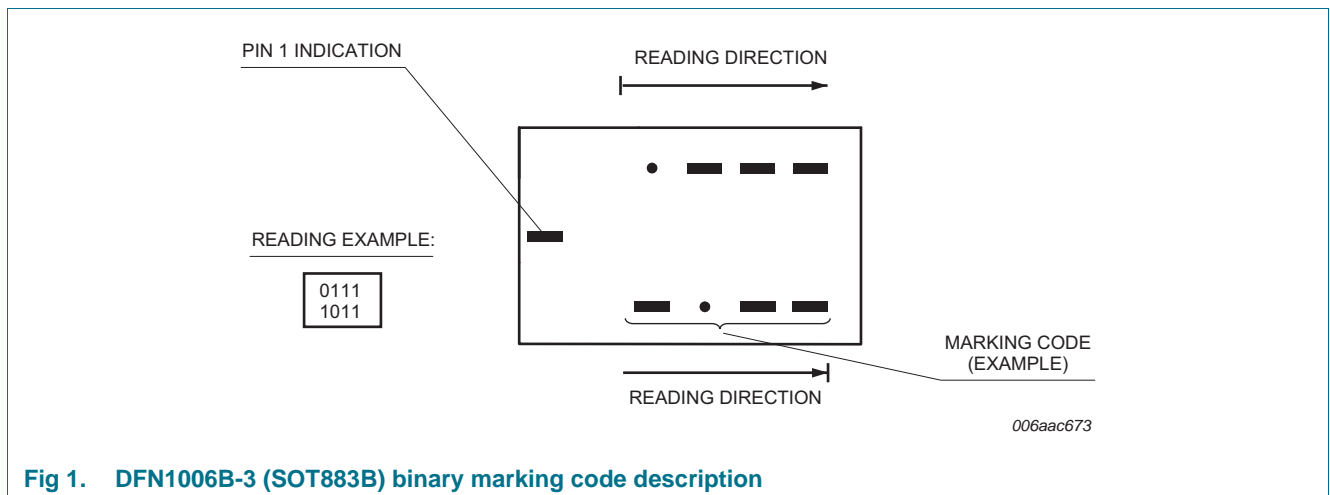 PIN 1 INDICATION
READING DIRECTION
READING EXAMPLE:
0111
1011
MARKING CODE
(EXAMPLE)
READING DIRECTION
006aac673
Fig 1. DFN1006B-3 (SOT883B) binary marking code description